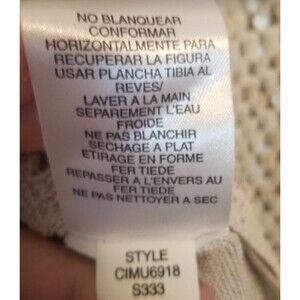 NO BLANQUEAR
CONFORMAR
HORIZONTALMENTE PARA
RECUPERAR LA FIGURA
USAR PLANCHA TIBIA AL
REVES/
LAVER A LA MAIN
SEPAREMENT L'EAU
FROIDE
NE PAS BLANCHIR
SECHAGE A PLAT
ETIRAGE EN FORME
FER TIEDE
REPASSER A L'ENVERS AU
FER TIEDE
NE PAS NETTOYER A SEC
STYLE
CIMU6918
S333